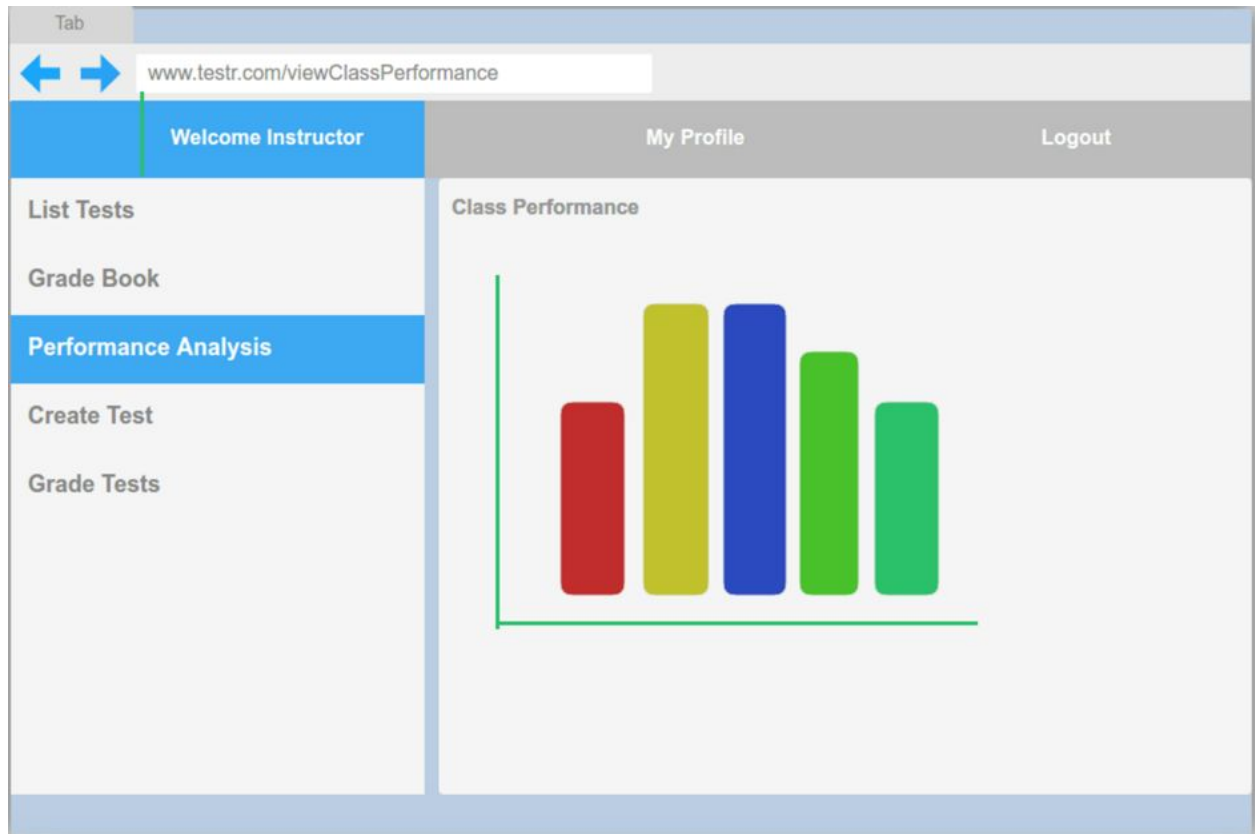 Tab
www.testr.com/viewClassPerformance
Welcome Instructor
My Profile
Logout
List Tests
Grade Book
Performance Analysis
Create Test
Grade Tests
Class Performance